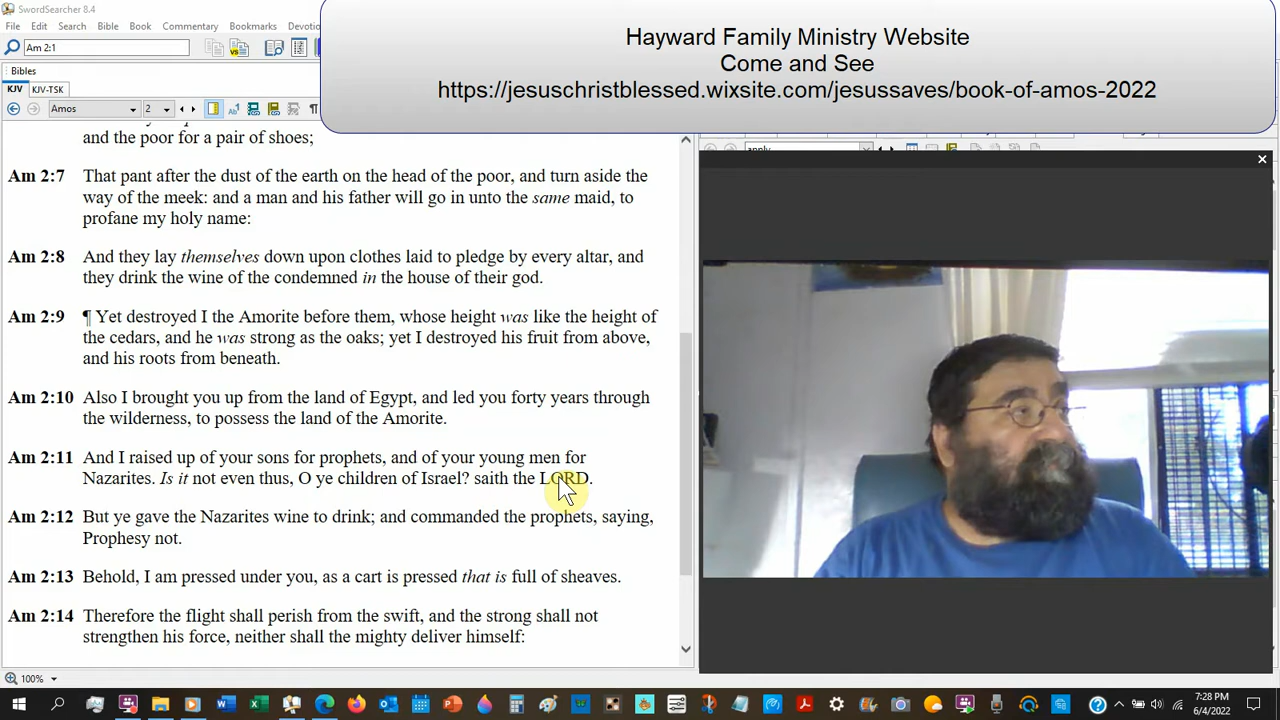 SwordSearcher 8.4
File Edit Search Bible Book Commentary Bookmarks Devotio
Am 2:1
Bibles
KJV KJV-TSK
Amos 2
Hayward Family Ministry Website
Come and See
https://jesuschristblessed.wixsite.com/jesussaves/book-of-amos-2022
and the poor for a pair of shoes;
Am 2:7 That pant after the dust of the earth on the head of the poor, and turn aside the
way of the meek: and a man and his father will go in unto the same maid, to
profane my holy name:
Am 2:8 And they lay themselves down upon clothes laid to pledge by every altar, and
they drink the wine of the condemned in the house of their god.
Am 2:9 ¶ Yet destroyed I the Amorite before them, whose height was like the height of
the cedars, and he was strong as the oaks; yet I destroyed his fruit from above,
and his roots from beneath.
Am 2:10 Also I brought you up from the land of Egypt, and led you forty years through
the wilderness, to possess the land of the Amorite.
Am 2:11 And I raised up of your sons for prophets, and of your young men for
Nazarites. Is it not even thus, O ye children of Israel? saith the LORD.
Am 2:12 But ye gave the Nazarites wine to drink; and commanded the prophets, saying,
Prophesy not.
Am 2:13 Behold, I am pressed under you, as a cart is pressed that is full of sheaves.
Am 2:14 Therefore the flight shall perish from the swift, and the strong shall not
strengthen his force, neither shall the mighty deliver himself:
100%
7:28 PM
6/4/2022